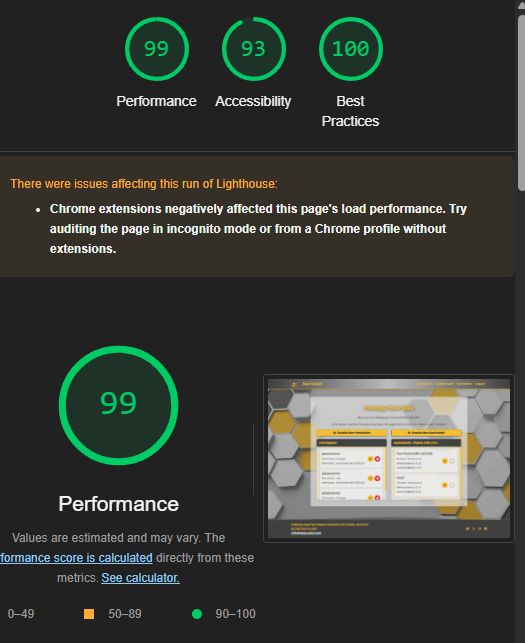 99
93
100
Performance
Accessibility
Best
Practices
There were issues affecting this run of Lighthouse:
• Chrome extensions negatively affected this page's load performance. Try
auditing the page in incognito mode or from a Chrome profile without
extensions.
99
Performance
Values are estimated and may vary. The
formance score is calculated directly from these
metrics. See calculator.
0–49
50–89
90–100